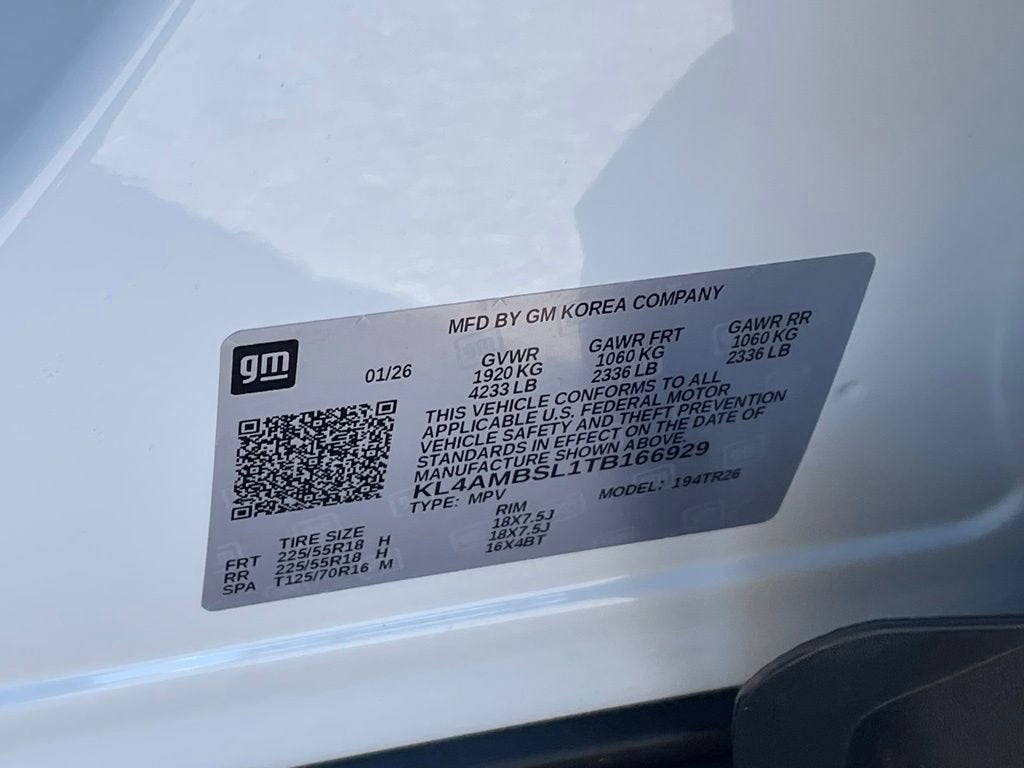 MFD BY GM KOREA COMPANY
gm
01/26
GVWR GAWR FRT GAWR RR
1920 KG 1060 KG 1060 KG
4233 LB 2336 LB 2336 LB
THIS VEHICLE CONFORMS TO ALL
APPLICABLE U.S. FEDERAL MOTOR
VEHICLE SAFETY AND THEFT PREVENTION
STANDARDS IN EFFECT ON THE DATE OF
MANUFACTURE SHOWN ABOVE.
KL4AMBSL1TB166929
TYPE: MPV MODEL: 194TR26
TIRE SIZE RIM
FRT 225/55R18 H 18X7.5J
RR 225/55R18 H 18X7.5J
SPA T125/70R16 M 16X4BT